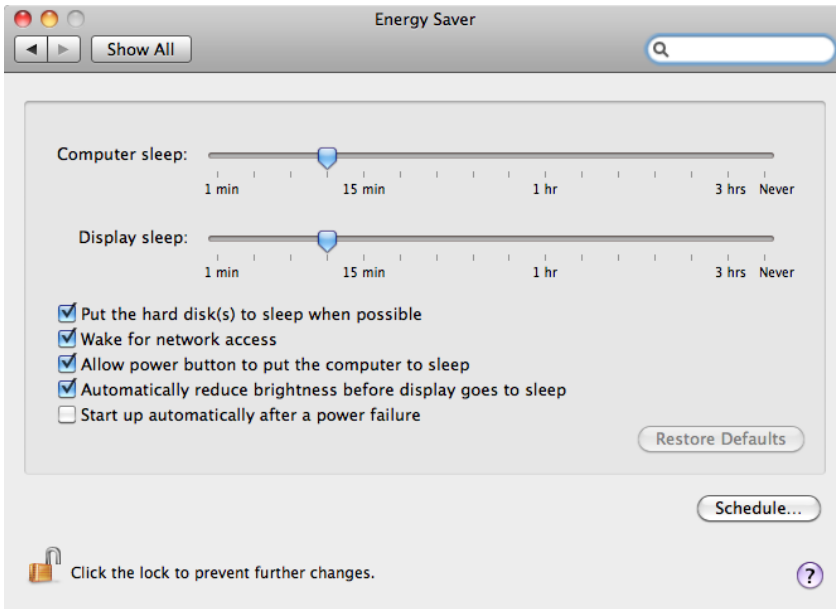 Energy Saver
Show All
Computer sleep:
1 min 15 min 1 hr 3 hrs Never
Display sleep:
1 min 15 min 1 hr 3 hrs Never
Put the hard disk(s) to sleep when possible
Wake for network access
Allow power button to put the computer to sleep
Automatically reduce brightness before display goes to sleep
Start up automatically after a power failure
Restore Defaults
Schedule...
Click the lock to prevent further changes.
?